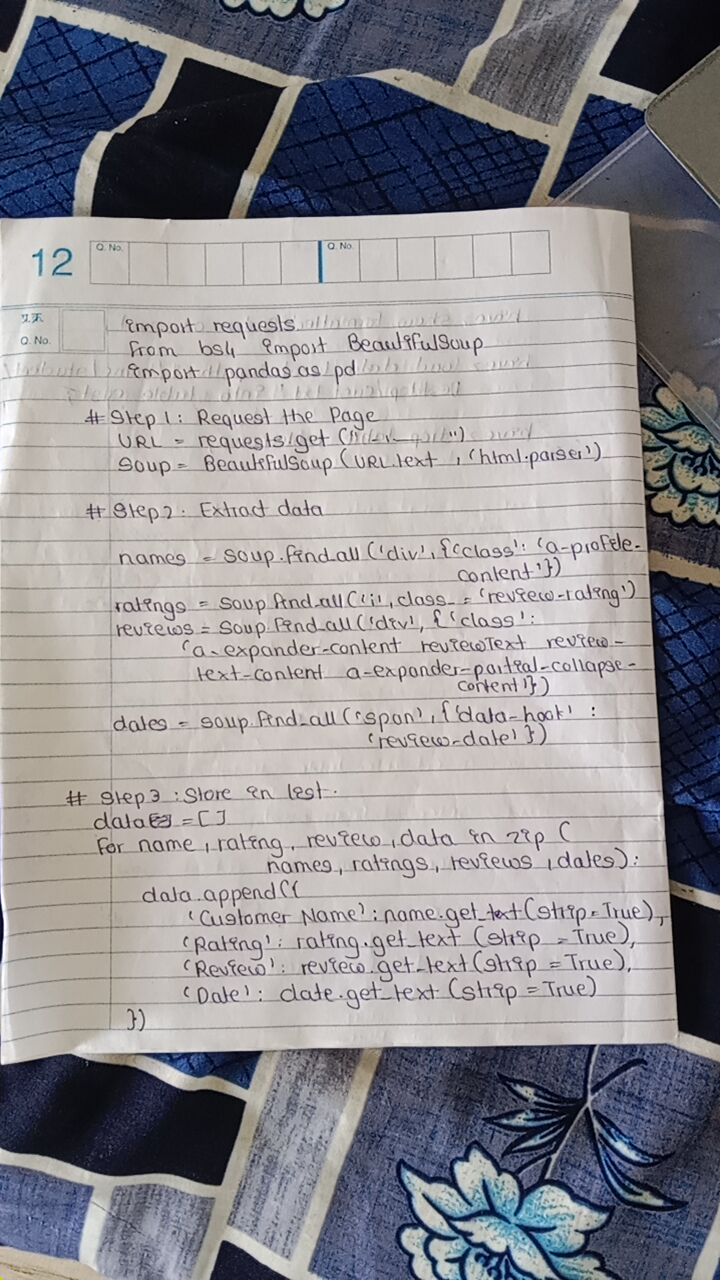 12
Q. No.
Q. No.
Q. No.
import requests
from bs4 import BeautifulSoup
import pandas as pd
# Step 1: Request the Page
URL = requests.get ("")
Soup = BeautifulSoup (URL.text, 'html.parser')
# Step 2: Extract data
names = soup.find_all ('div', {'class': 'a-profile-
content'})
ratings = soup find_all ('i', class_ = 'review-rating')
reviews = soup.find_all ('div', {'class':
'a-expander-content reviewText review-
text-content a-expander-partial-collapse-
content'})
dates = soup.find_all ('span', {'data-hook':
'review-date'})
# Step 3: Store in list.
data = []
for name, rating, review, data in zip (
names, ratings, reviews, dates):
data.append({
'Customer Name': name.get_text (strip=True),
'Rating': rating.get_text (strip = True),
'Review': review.get_text (strip = True),
'Date': date.get_text (strip = True)
})